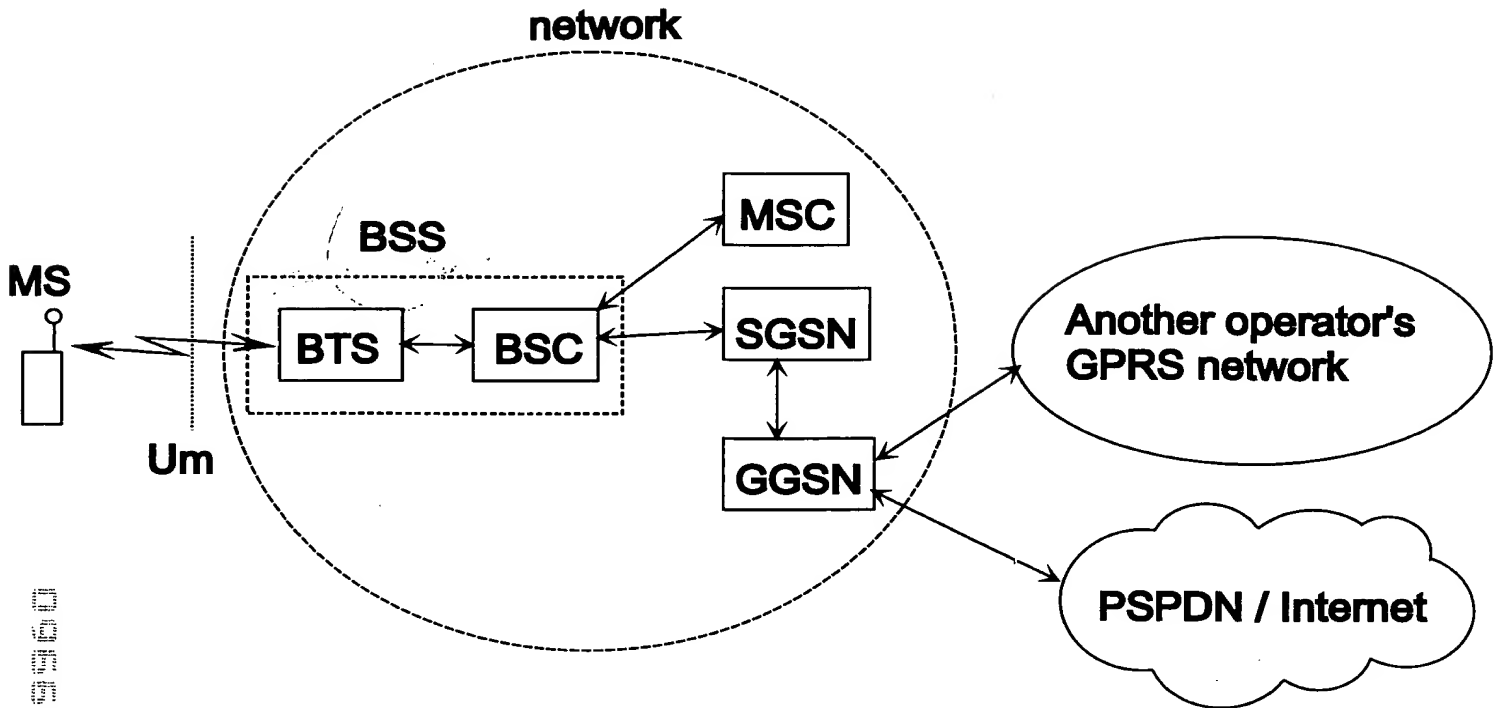 network
MSC
BSS
MS
BTS
BSC
SGSN
Another operator's
GPRS network
Um
GGSN
PSPDN / Internet